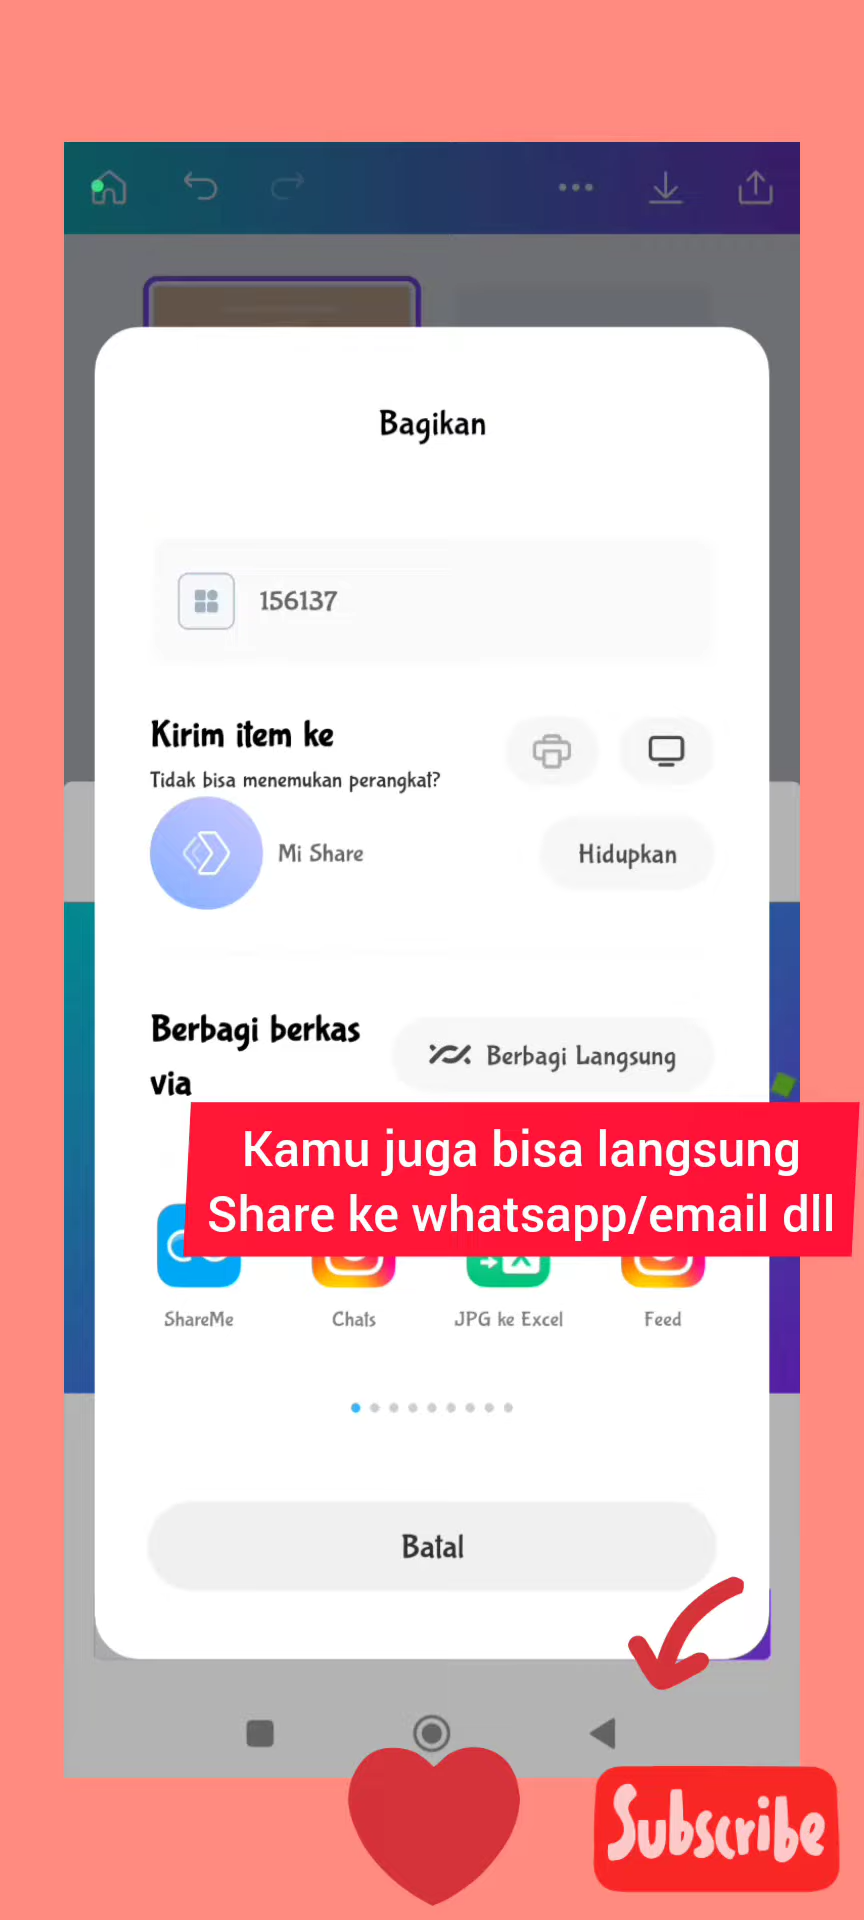 Bagikan
156137
Kirim item ke
Tidak bisa menemukan perangkat?
Mi Share
Hidupkan
Berbagi berkas
via
Berbagi Langsung
Kamu juga bisa langsung
Share ke whatsapp/email dll
ShareMe
Chats
JPG ke Excel
Feed
Batal
Subscribe